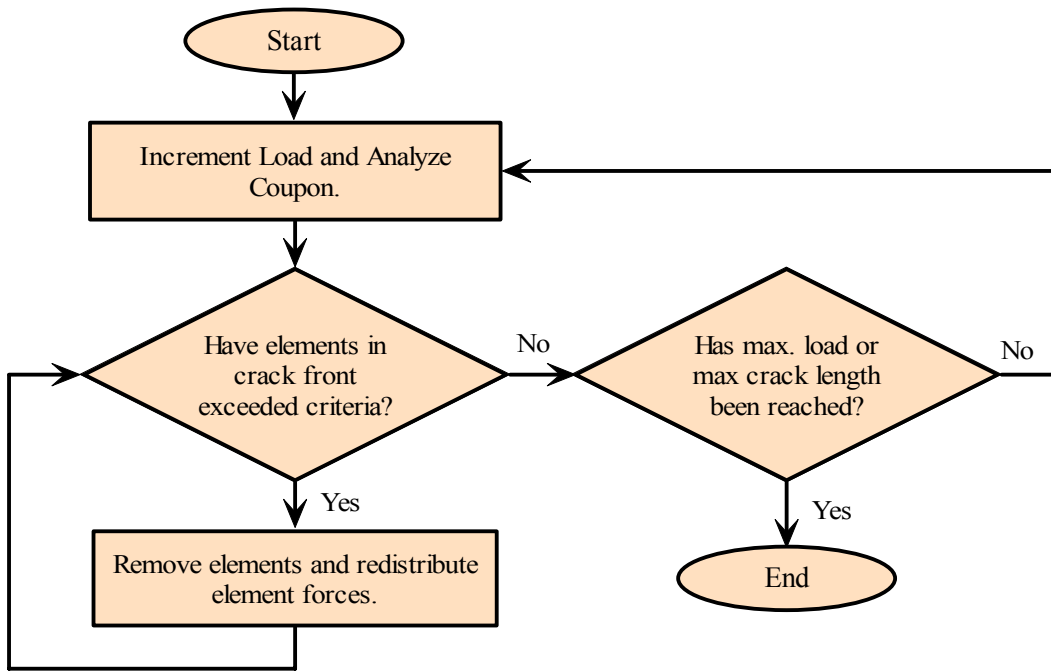 Start
Increment Load and Analyze
Coupon.
Have elements in
crack front
exceeded criteria?
No
Has max. load or
max crack length
been reached?
No
Yes
Remove elements and redistribute
element forces.
Yes
End